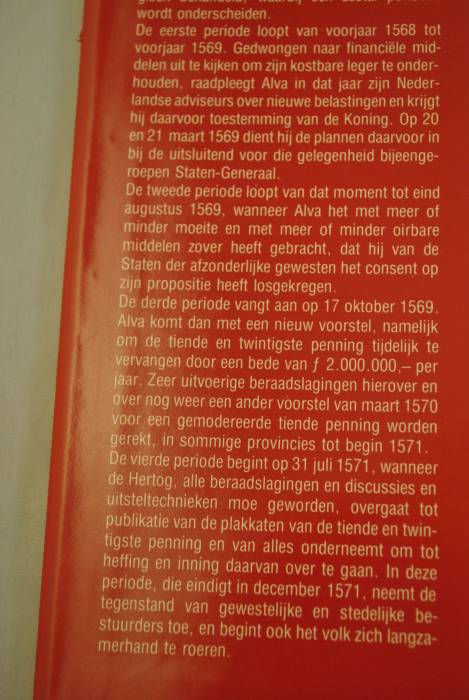 wordt onderscheiden.
De eerste periode loopt van voorjaar 1568 tot
voorjaar 1569. Gedwongen naar financiële mid-
delen uit te kijken om zijn kostbare leger te onder-
houden, raadpleegt Alva in dat jaar zijn Neder-
landse adviseurs over nieuwe belastingen en krijgt
hij daarvoor toestemming van de Koning. Op 20
en 21 maart 1569 dient hij de plannen daarvoor in
bij de uitsluitend voor die gelegenheid bijeenge-
roepen Staten-Generaal.
De tweede periode loopt van dat moment tot eind
augustus 1569, wanneer Alva het met meer of
minder moeite en met meer of minder oirbare
middelen zover heeft gebracht, dat hij van de
Staten der afzonderlijke gewesten het consent op
zijn propositie heeft losgekregen.
De derde periode vangt aan op 17 oktober 1569.
Alva komt dan met een nieuw voorstel, namelijk
om de tiende en twintigste penning tijdelijk te
vervangen door een bede van ƒ 2.000.000,– per
jaar. Zeer uitvoerige beraadslagingen hierover en
over nog weer een ander voorstel van maart 1570
voor een gemodereerde tiende penning worden
gerekt, in sommige provincies tot begin 1571.
De vierde periode begint op 31 juli 1571, wanneer
de Hertog, alle beraadslagingen en discussies en
uitsteltechnieken moe geworden, overgaat tot
publikatie van de plakkaten van de tiende en twin-
tigste penning en van alles onderneemt om tot
heffing en inning daarvan over te gaan. In deze
periode, die eindigt in december 1571, neemt de
tegenstand van gewestelijke en stedelijke be-
stuurders toe, en begint ook het volk zich langza-
merhand te roeren.